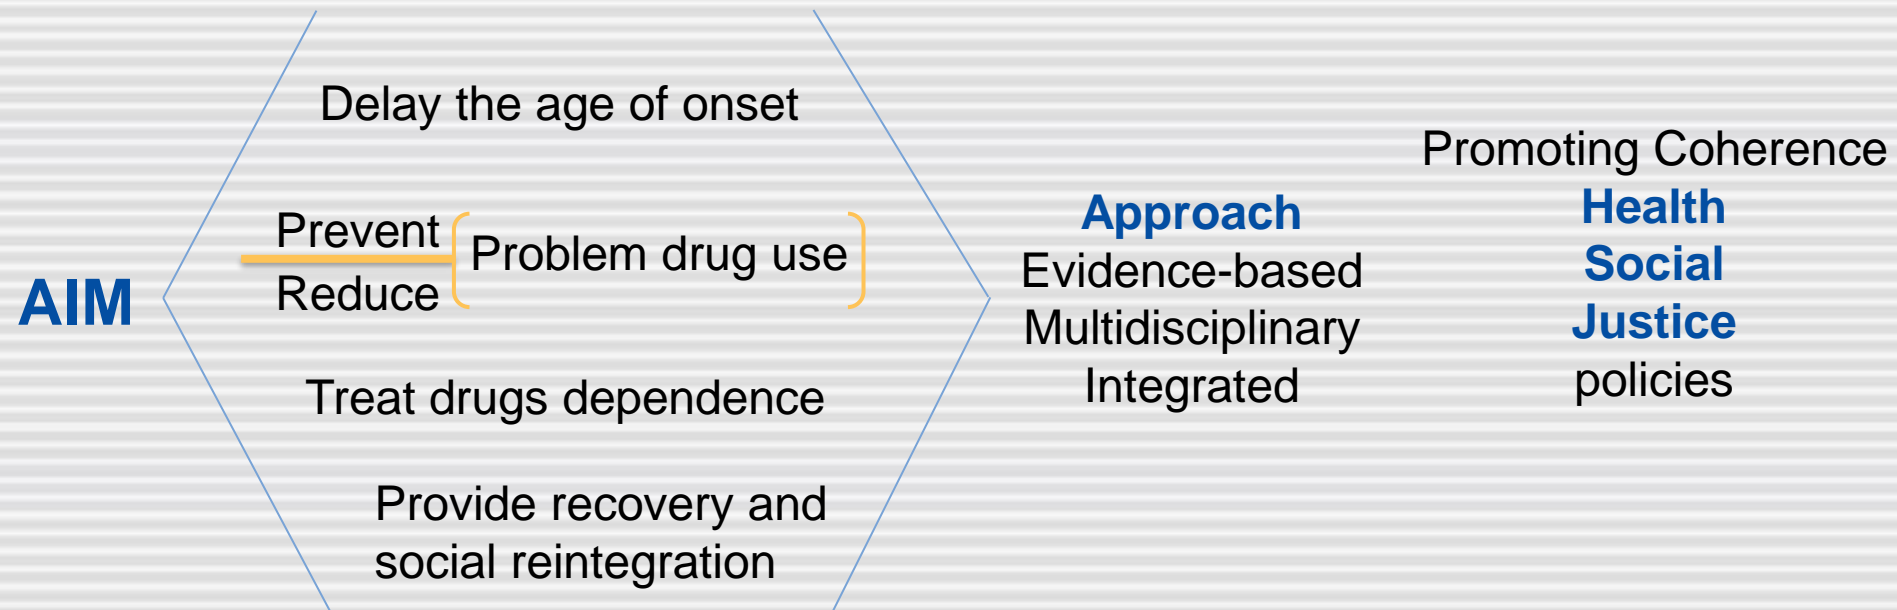 AIM
Delay the age of onset
Prevent
Reduce
Problem drug use
Treat drugs dependence
Provide recovery and
social reintegration
Approach
Evidence-based
Multidisciplinary
Integrated
Promoting Coherence
Health
Social
Justice
policies